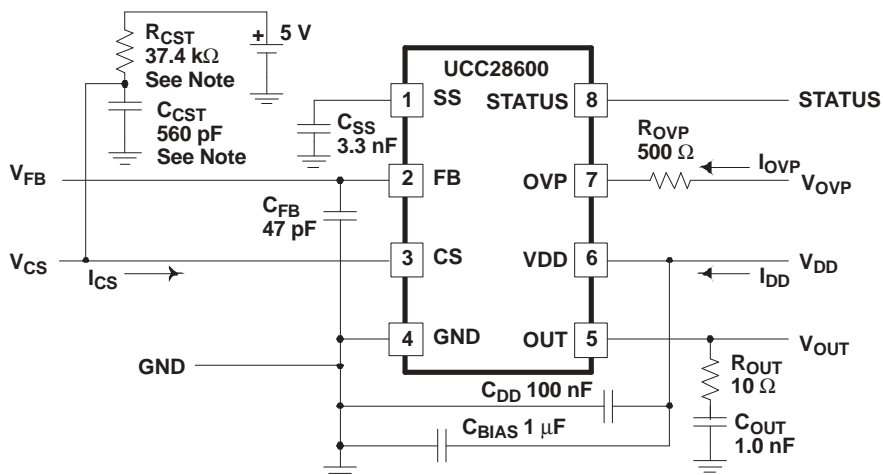 R_CST
37.4 kΩ
See Note
+ 5 V
C_CST
560 pF
See Note
UCC28600
1 SS
STATUS 8
STATUS
C_SS
3.3 nF
R_OVP
500 Ω
I_OVP
V_FB
2 FB
OVP 7
V_OVP
C_FB
47 pF
V_CS
I_CS
3 CS
VDD 6
V_DD
I_DD
4 GND
OUT 5
V_OUT
GND
R_OUT
10 Ω
C_DD 100 nF
C_BIAS 1 μF
C_OUT
1.0 nF